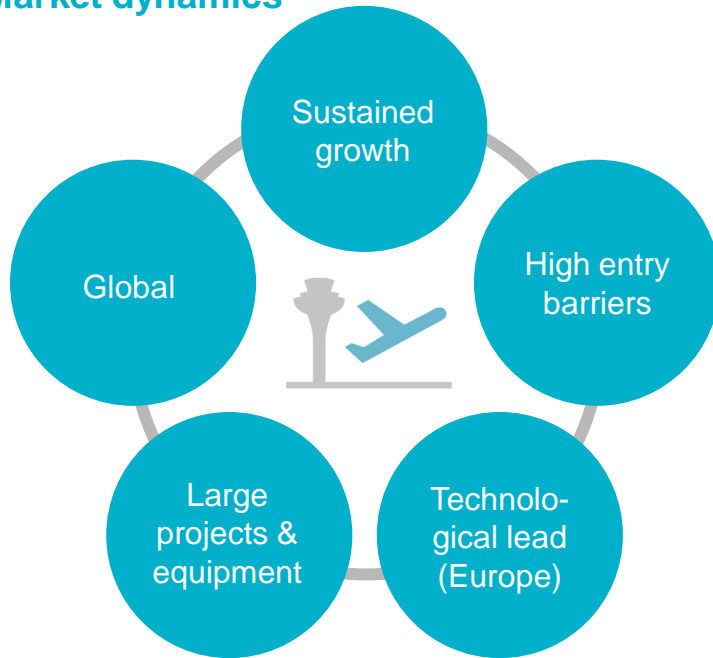 Market dynamics
Sustained
growth
High entry
barriers
Global
Large
projects &
equipment
Technolo-
gical lead
(Europe)